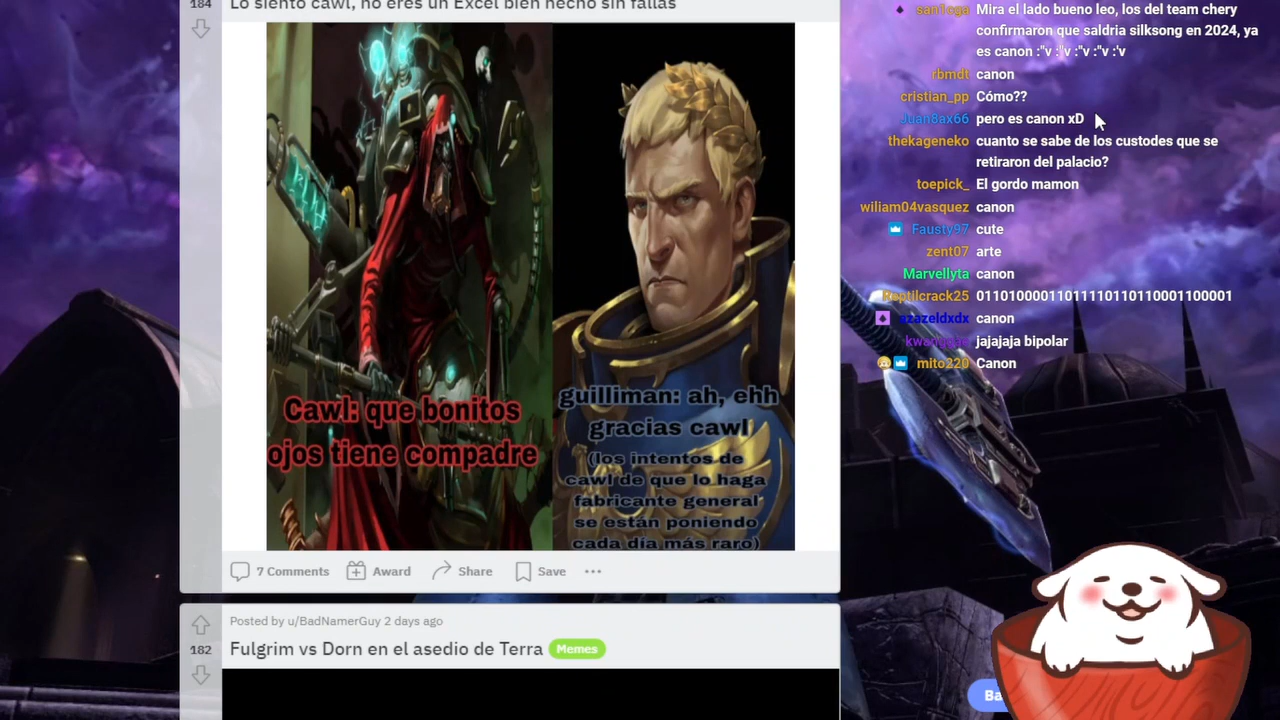 184
Lo siento cawl, no eres un Excel bien hecho sin fallas
Cawl: que bonitos
ojos tiene compadre
guilliman: ah, ehh
gracias cawl
(los intentos de
cawl de que lo haga
fabricante general
se están poniendo
cada día más raro)
7 Comments
Award
Share
Save
Posted by u/BadNamerGuy 2 days ago
182
Fulgrim vs Dorn en el asedio de Terra Memes
san1oga Mira el lado bueno leo, los del team chery
confirmaron que saldria silksong en 2024, ya
es canon :"v :"v :"v :"v :'v
rbmdt canon
cristian_pp Cómo??
Juan8ax66 pero es canon xD
thekageneko cuanto se sabe de los custodes que se
retiraron del palacio?
toepick_ El gordo mamon
wiliam04vasquez canon
Fausty97 cute
zent07 arte
Marvellyta canon
Reptilcrack25 01101000011011110110110001100001
azazeldxdx canon
jajajaja bipolar
mito220 Canon
Ba